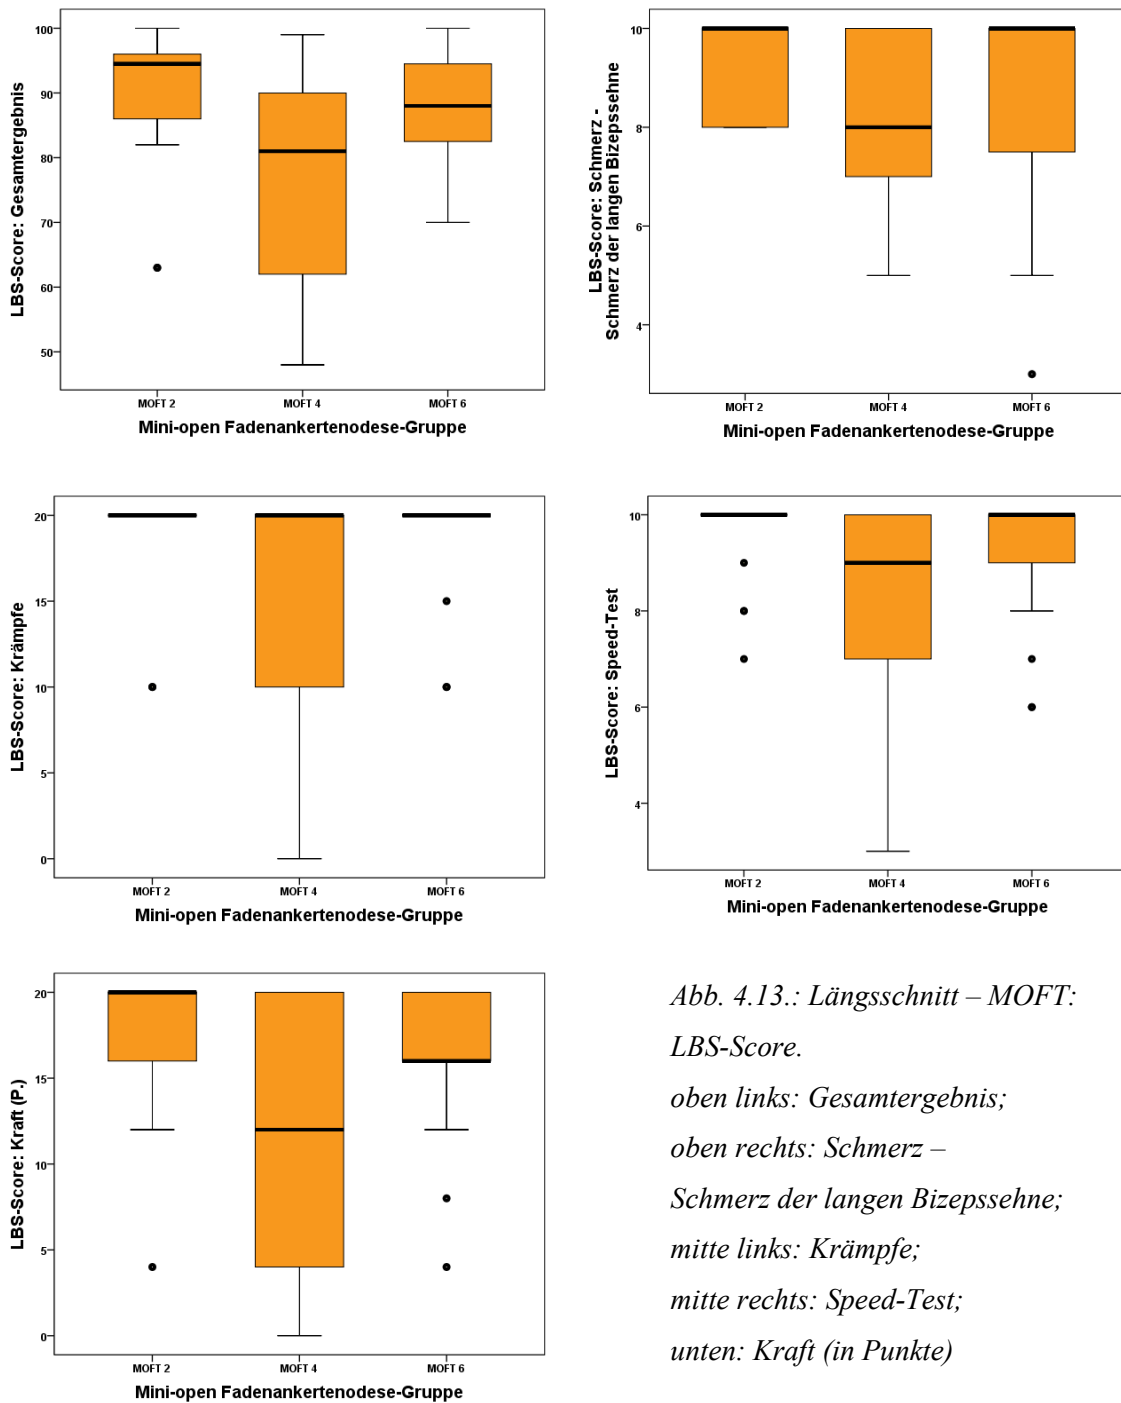 LBS-Score: Gesamtergebnis
100
90
80
70
60
50
MOFT 2 MOFT 4 MOFT 6
Mini-open Fadenankertenodese-Gruppe
LBS-Score: Schmerz -
Schmerz der langen Bizepssehne
10
8
6
4
MOFT 2 MOFT 4 MOFT 6
Mini-open Fadenankertenodese-Gruppe
LBS-Score: Krämpfe
20
15
10
5
0
MOFT 2 MOFT 4 MOFT 6
Mini-open Fadenankertenodese-Gruppe
LBS-Score: Speed-Test
10
8
6
4
MOFT 2 MOFT 4 MOFT 6
Mini-open Fadenankertenodese-Gruppe
LBS-Score: Kraft (P.)
20
15
10
5
0
MOFT 2 MOFT 4 MOFT 6
Mini-open Fadenankertenodese-Gruppe
Abb. 4.13.: Längsschnitt – MOFT:
LBS-Score.
oben links: Gesamtergebnis;
oben rechts: Schmerz –
Schmerz der langen Bizepssehne;
mitte links: Krämpfe;
mitte rechts: Speed-Test;
unten: Kraft (in Punkte)